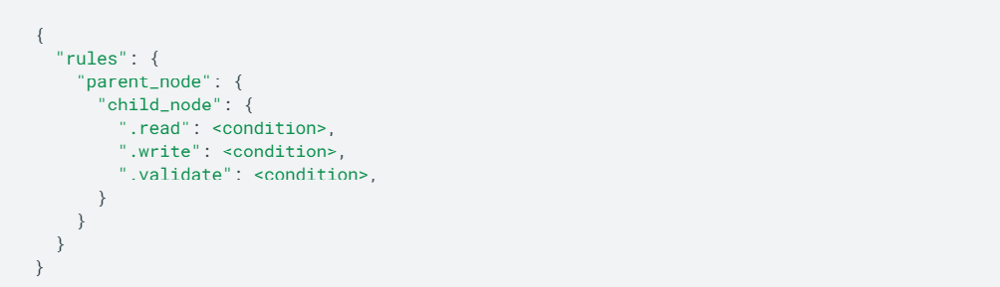 {
  "rules": {
    "parent_node": {
      "child_node": {
        ".read": <condition>,
        ".write": <condition>,
        ".validate": <condition>,
      }
    }
  }
}